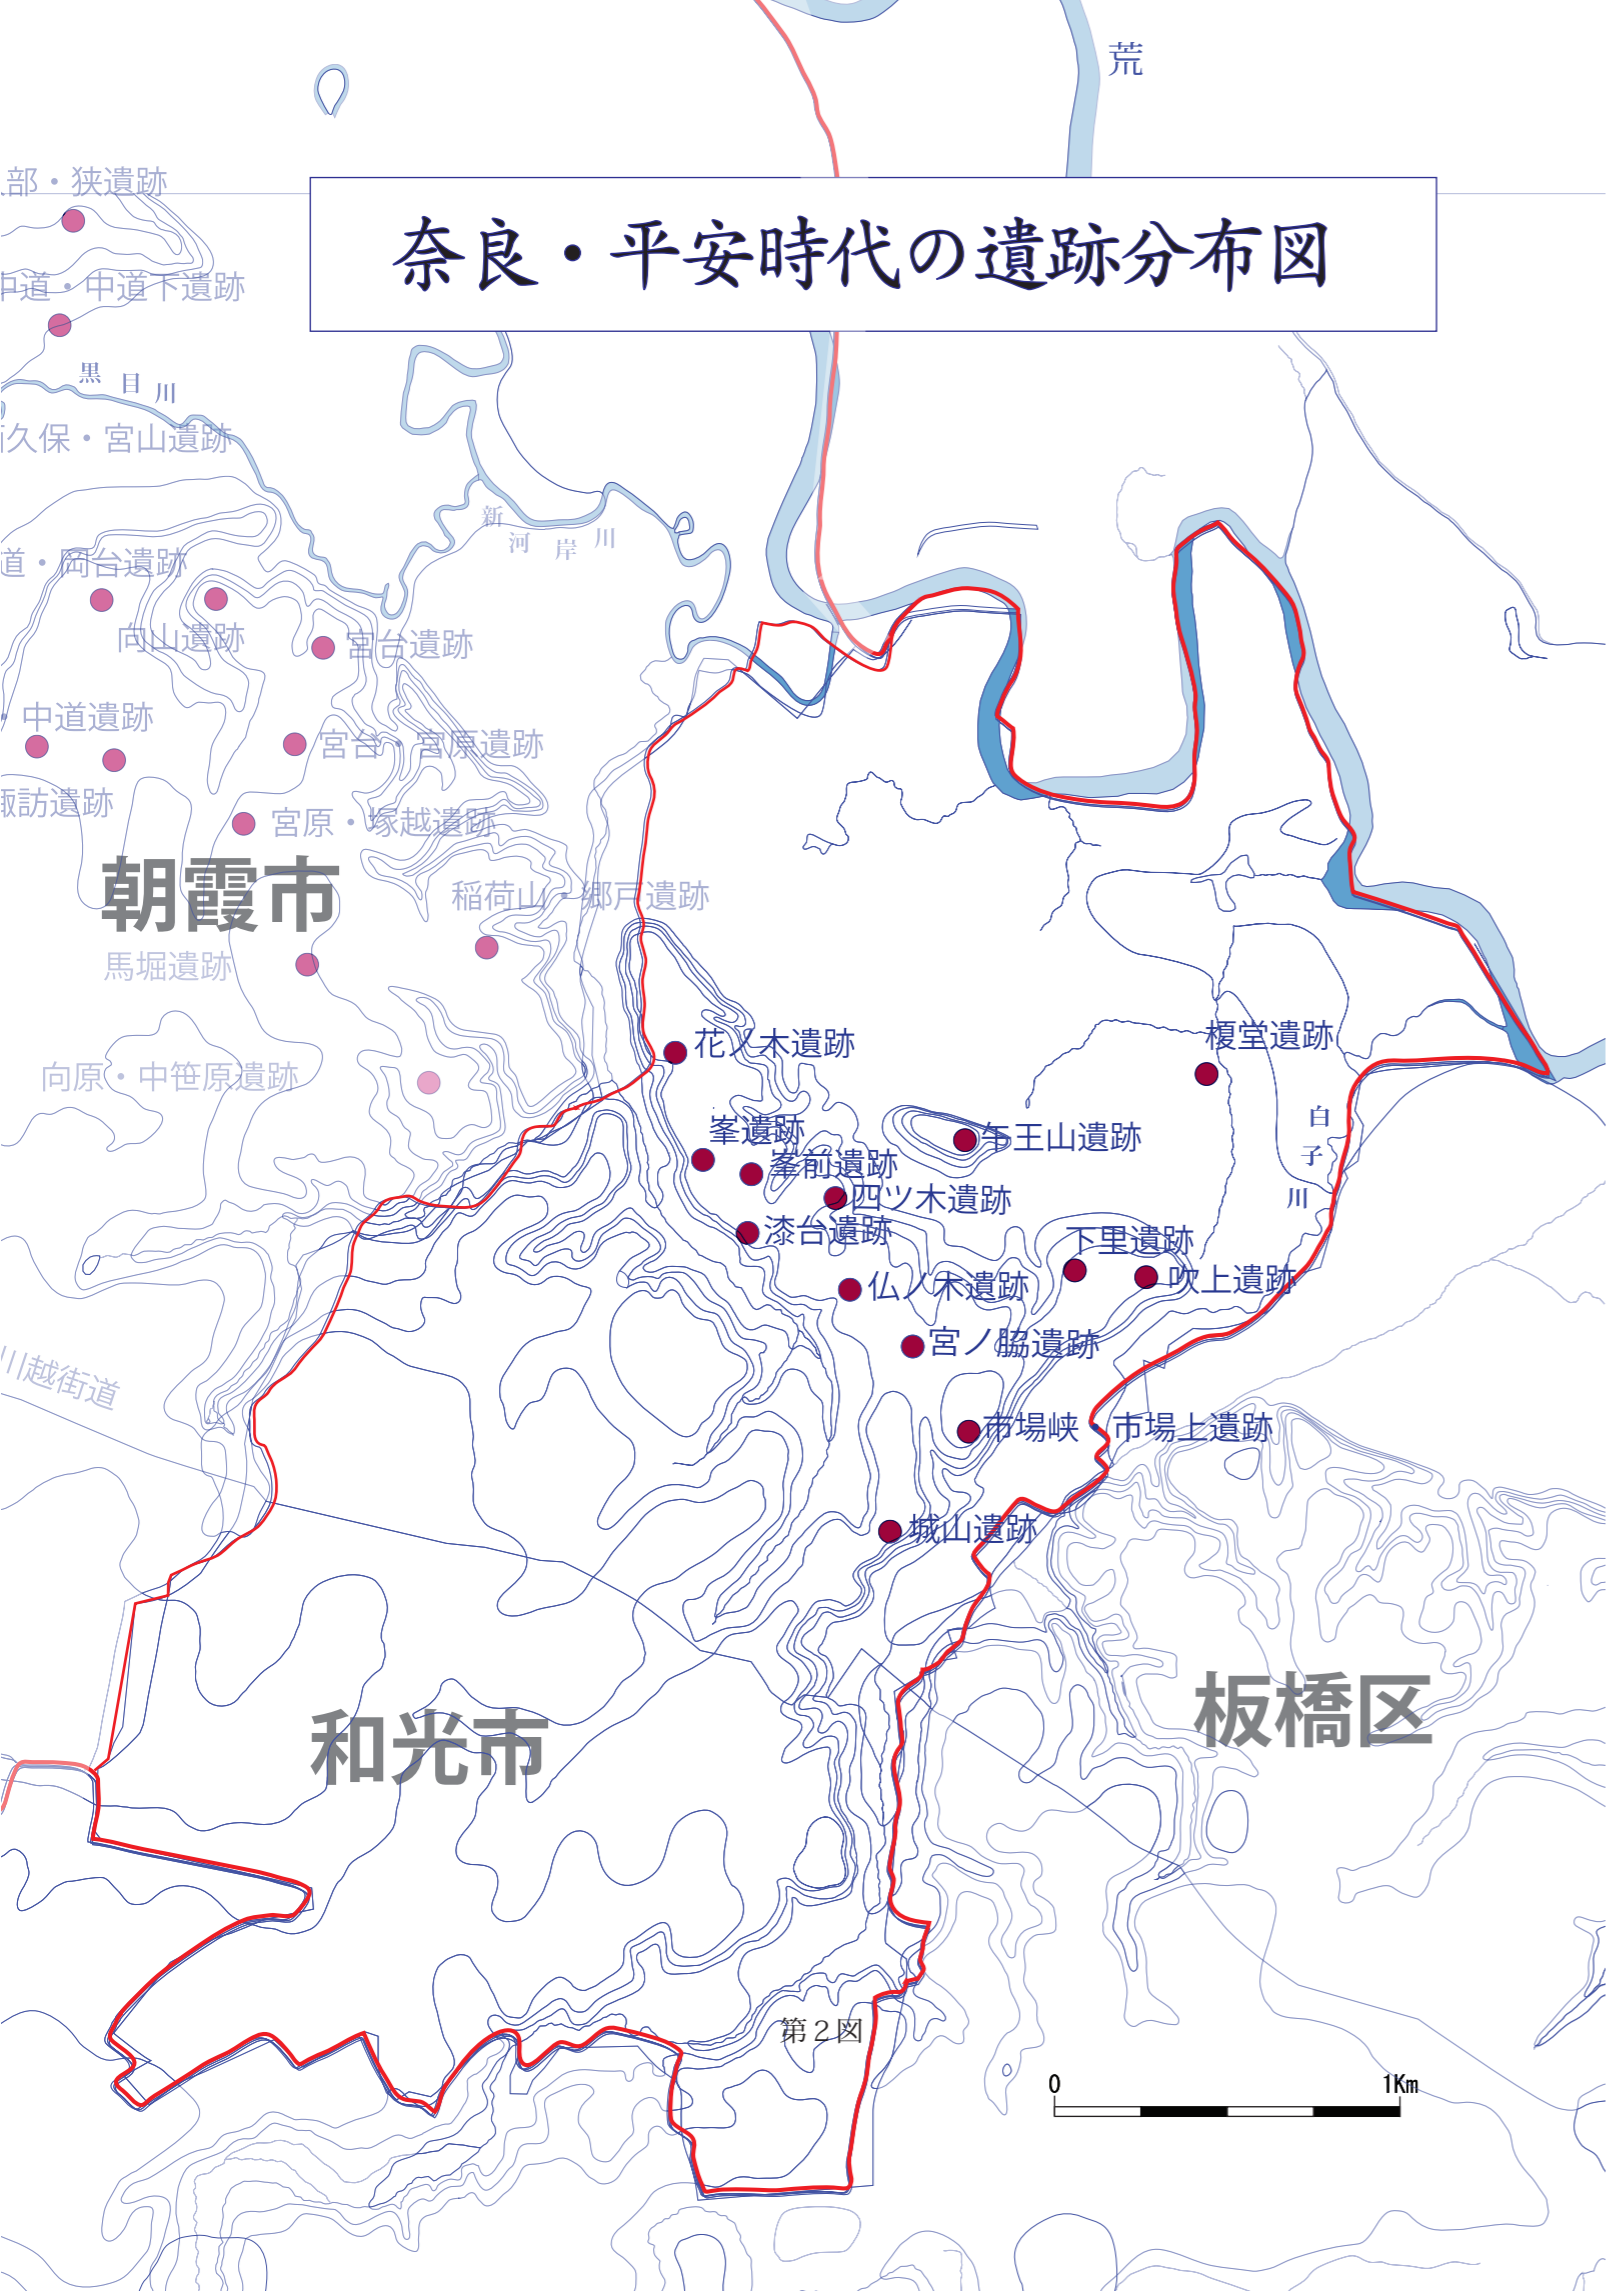 荒
部・狭遺跡
奈良・平安時代の遺跡分布図
中道・中道下遺跡
黒目川
久保・宮山遺跡
新河岸川
道・岡台遺跡
向山遺跡
宮台遺跡
中道遺跡
宮台・宮原遺跡
諏訪遺跡
宮原・塚越遺跡
朝霞市
稲荷山・郷戸遺跡
馬堀遺跡
花ノ木遺跡
榎堂遺跡
向原・中笹原遺跡
峯遺跡
午王山遺跡
白子川
峯前遺跡
四ツ木遺跡
漆台遺跡
下里遺跡
吹上遺跡
仏ノ木遺跡
宮ノ脇遺跡
川越街道
市場峡・市場上遺跡
城山遺跡
板橋区
和光市
第2図
0 1Km